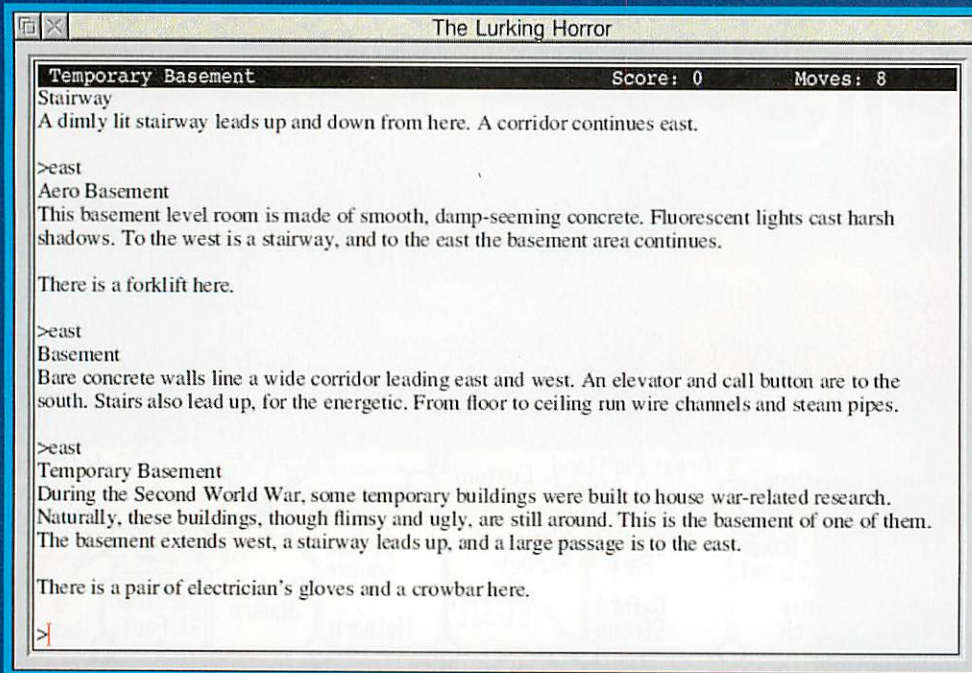 The Lurking Horror
Temporary Basement Score: 0 Moves: 8
Stairway
A dimly lit stairway leads up and down from here. A corridor continues east.
>east
Aero Basement
This basement level room is made of smooth, damp-seeming concrete. Fluorescent lights cast harsh
shadows. To the west is a stairway, and to the east the basement area continues.
There is a forklift here.
>east
Basement
Bare concrete walls line a wide corridor leading east and west. An elevator and call button are to the
south. Stairs also lead up, for the energetic. From floor to ceiling run wire channels and steam pipes.
>east
Temporary Basement
During the Second World War, some temporary buildings were built to house war-related research.
Naturally, these buildings, though flimsy and ugly, are still around. This is the basement of one of them.
The basement extends west, a stairway leads up, and a large passage is to the east.
There is a pair of electrician's gloves and a crowbar here.
>